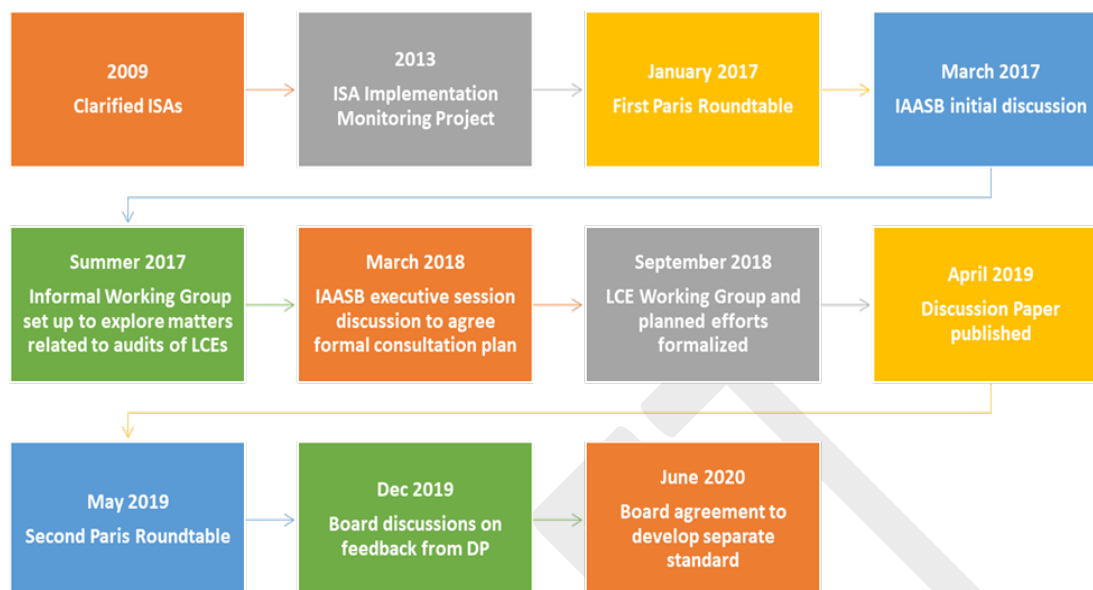 2009
Clarified ISAs
2013
ISA Implementation
Monitoring Project
January 2017
First Paris Roundtable
March 2017
IAASB initial discussion
Summer 2017
Informal Working Group
set up to explore matters
related to audits of LCEs
March 2018
IAASB executive session
discussion to agree
formal consultation plan
September 2018
LCE Working Group and
planned efforts
formalized
April 2019
Discussion Paper
published
May 2019
Second Paris Roundtable
Dec 2019
Board discussions on
feedback from DP
June 2020
Board agreement to
develop separate
standard